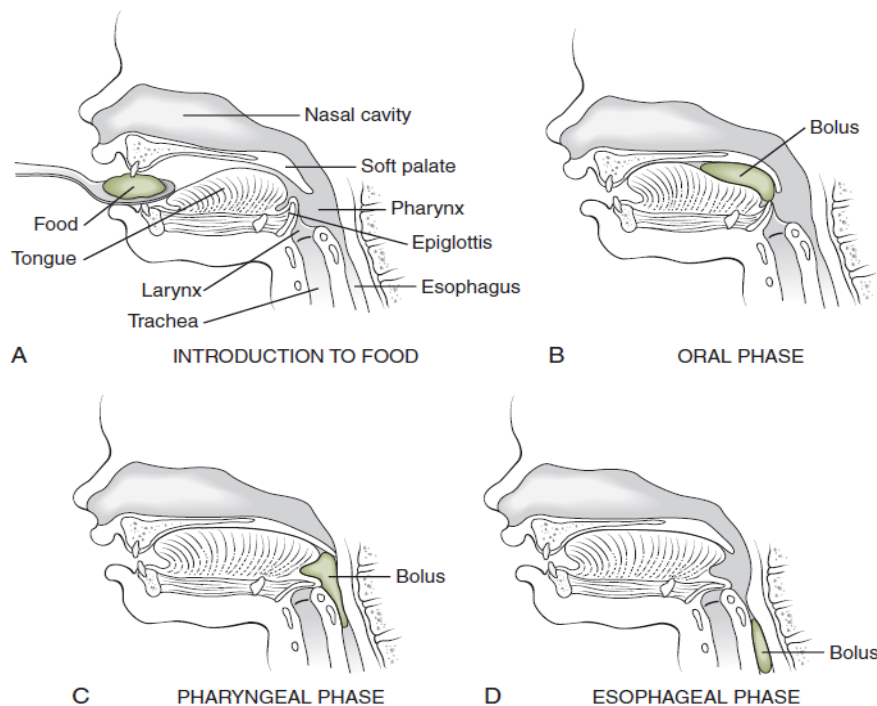 Nasal cavity
Soft palate
Food
Pharynx
Tongue
Epiglottis
Larynx
Esophagus
Trachea
A INTRODUCTION TO FOOD
Bolus
B ORAL PHASE
Bolus
C PHARYNGEAL PHASE
Bolus
D ESOPHAGEAL PHASE